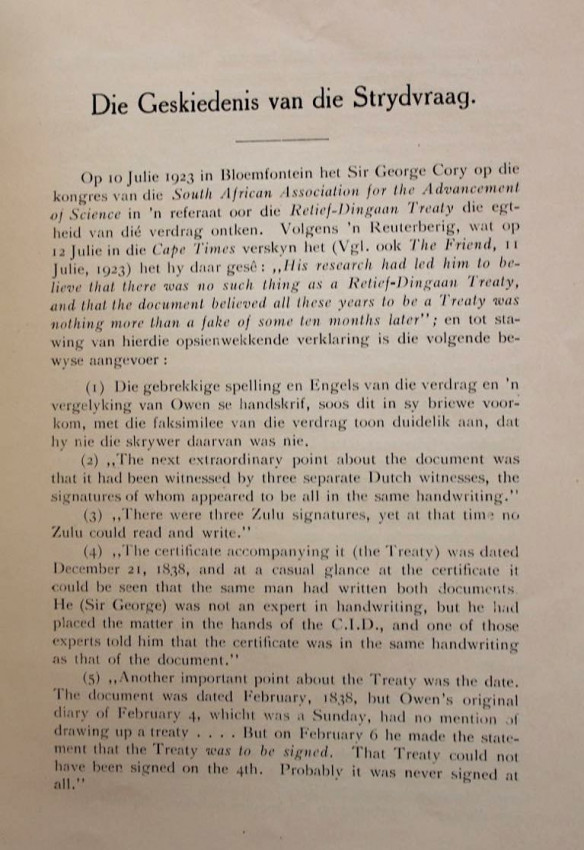 Die Geskiedenis van die Strydvraag.
Op 10 Julie 1923 in Bloemfontein het Sir George Cory op die
kongres van die South African Association for the Advancement
of Science in 'n referaat oor die Retief-Dingaan Treaty die egt-
heid van dié verdrag ontken. Volgens 'n Reuterberig, wat op
12 Julie in die Cape Times verskyn het (Vgl. ook The Friend, 11
Julie, 1923) het hy daar gesê: ,,His research had led him to be-
lieve that there was no such thing as a Retief-Dingaan Treaty,
and that the document believed all these years to be a Treaty was
nothing more than a fake of some ten months later"; en tot sta-
wing van hierdie opsienwekkende verklaring is die volgende be-
wyse aangevoer:
(1) Die gebrekkige spelling en Engels van die verdrag en 'n
vergelyking van Owen se handskrif, soos dit in sy briewe voor-
kom, met die faksimilee van die verdrag toon duidelik aan, dat
hy nie die skrywer daarvan was nie.
(2) ,,The next extraordinary point about the document was
that it had been witnessed by three separate Dutch witnesses, the
signatures of whom appeared to be all in the same handwriting."
(3) ,,There were three Zulu signatures, yet at that time no
Zulu could read and write."
(4) ,,The certificate accompanying it (the Treaty) was dated
December 21, 1838, and at a casual glance at the certificate it
could be seen that the same man had written both documents.
He (Sir George) was not an expert in handwriting, but he had
placed the matter in the hands of the C.I.D., and one of those
experts told him that the certificate was in the same handwriting
as that of the document."
(5) ,,Another important point about the Treaty was the date.
The document was dated February, 1838, but Owen's original
diary of February 4, whicht was a Sunday, had no mention of
drawing up a treaty . . . . But on February 6 he made the state-
ment that the Treaty was to be signed. That Treaty could not
have been signed on the 4th. Probably it was never signed at
all."